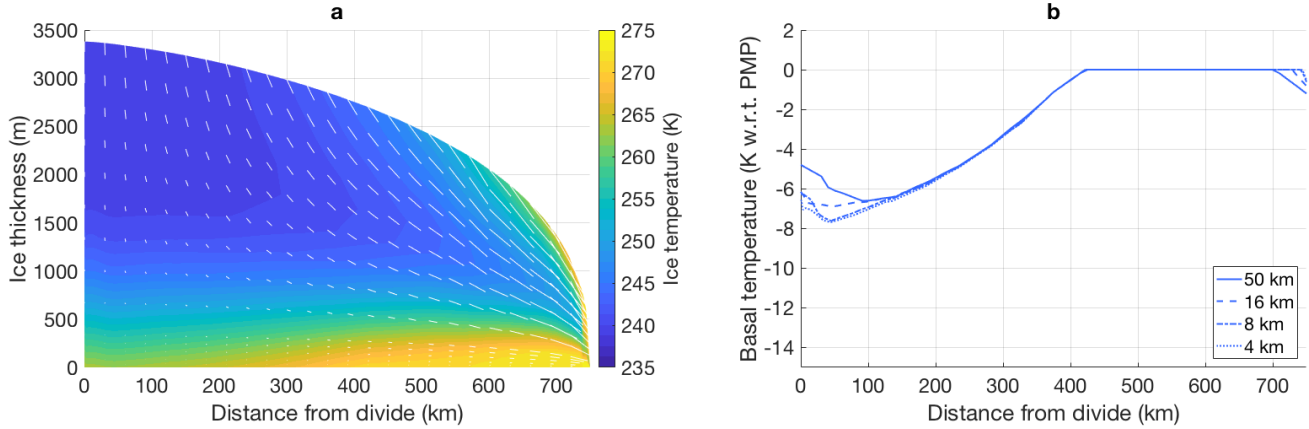 a
3500
3000
2500
2000
1500
1000
500
0
Ice thickness (m)
0 100 200 300 400 500 600 700
Distance from divide (km)
275
270
265
260
255
250
245
240
235
Ice temperature (K)
b
2
0
-2
-4
-6
-8
-10
-12
-14
Basal temperature (K w.r.t. PMP)
0 100 200 300 400 500 600 700
Distance from divide (km)
50 km
16 km
8 km
4 km